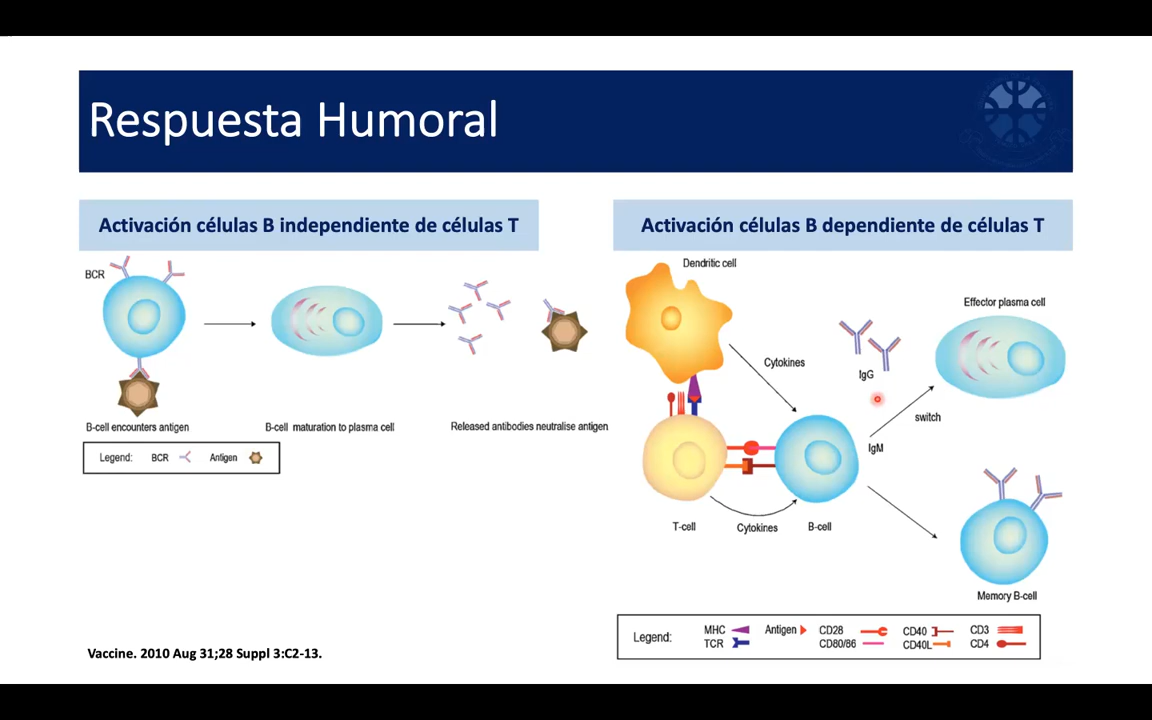 Respuesta Humoral
Activación células B independiente de células T
BCR
B-cell encounters antigen
B-cell maturation to plasma cell
Released antibodies neutralise antigen
Legend: BCR Antigen
Activación células B dependiente de células T
Dendritic cell
Cytokines
IgG
Effector plasma cell
switch
IgM
T-cell
Cytokines
B-cell
Memory B-cell
Legend: MHC Antigen CD28 CD40 CD3
TCR CD80/86 CD40L CD4
Vaccine. 2010 Aug 31;28 Suppl 3:C2-13.